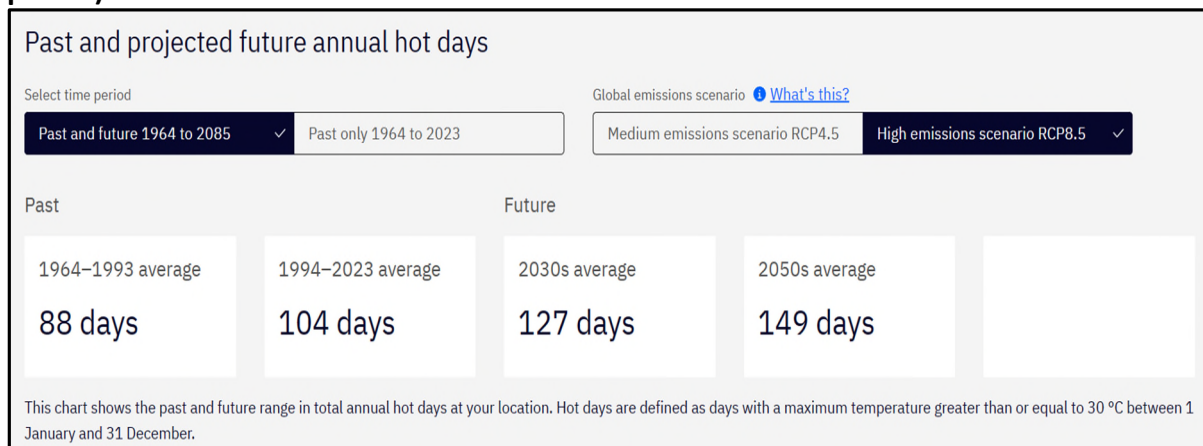 Past and projected future annual hot days
Select time period
Global emissions scenario What's this?
Past and future 1964 to 2085
Past only 1964 to 2023
Medium emissions scenario RCP4.5
High emissions scenario RCP8.5
Past
Future
1964–1993 average
88 days
1994–2023 average
104 days
2030s average
127 days
2050s average
149 days
This chart shows the past and future range in total annual hot days at your location. Hot days are defined as days with a maximum temperature greater than or equal to 30 °C between 1
January and 31 December.